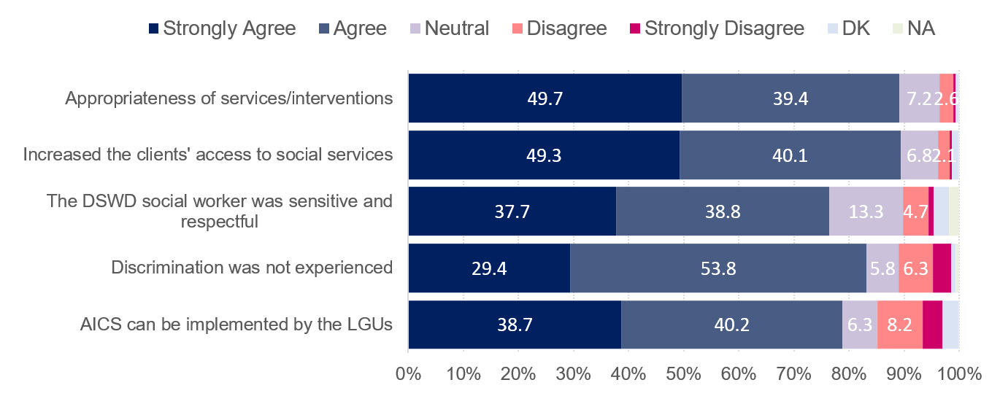 Strongly Agree Agree Neutral Disagree Strongly Disagree DK NA
Appropriateness of services/interventions 49.7 39.4 7.2 2.6
Increased the clients' access to social services 49.3 40.1 6.8 2.1
The DSWD social worker was sensitive and
respectful 37.7 38.8 13.3 4.7
Discrimination was not experienced 29.4 53.8 5.8 6.3
AICS can be implemented by the LGUs 38.7 40.2 6.3 8.2
0% 10% 20% 30% 40% 50% 60% 70% 80% 90% 100%